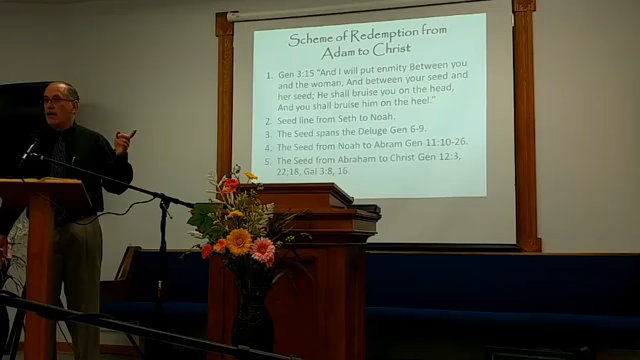 Scheme of Redemption from
Adam to Christ
1. Gen 3:15 "And I will put enmity Between you
and the woman, And between your seed and
her seed; He shall bruise you on the head,
And you shall bruise him on the heel."
2. Seed line from Seth to Noah.
3. The Seed spans the Deluge Gen 6-9.
4. The Seed from Noah to Abram Gen 11:10-26.
5. The Seed from Abraham to Christ Gen 12:3,
22,18, Gal 3:8, 16.